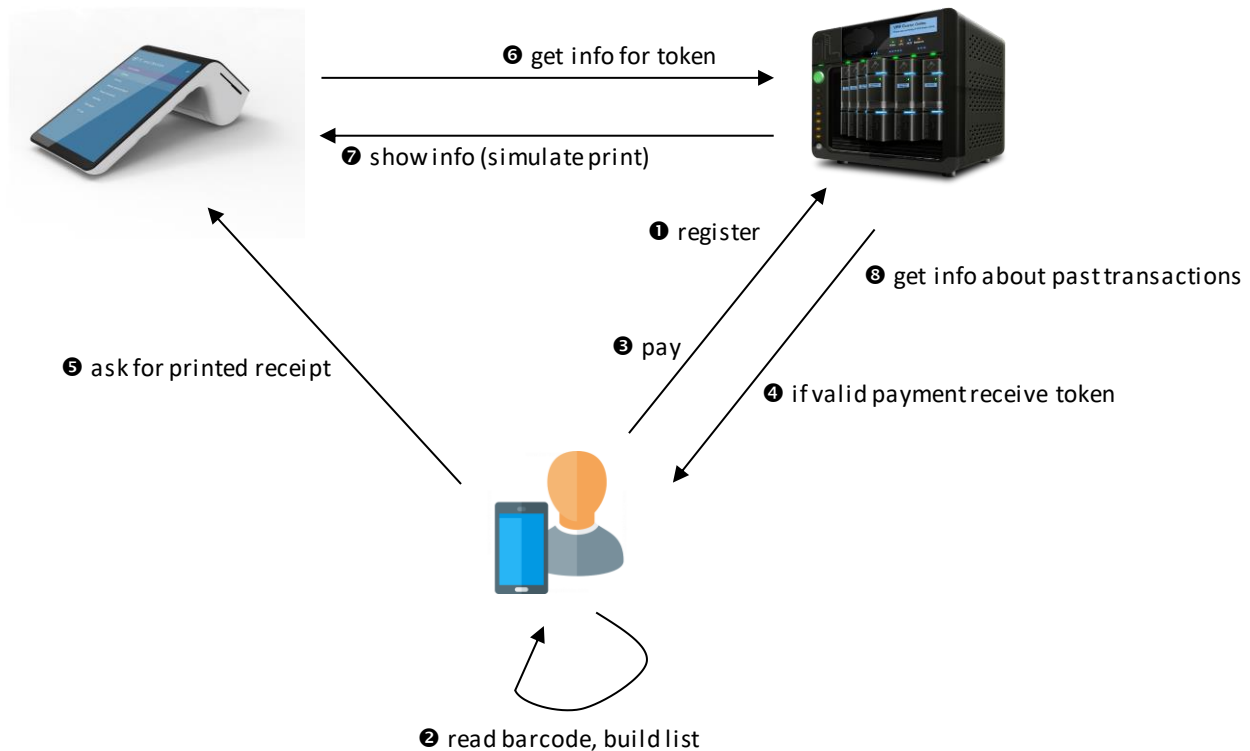 ❻ get info for token
❼ show info (simulate print)
❶ register
❽ get info about past transactions
❸ pay
❺ ask for printed receipt
❹ if valid payment receive token
❷ read barcode, build list